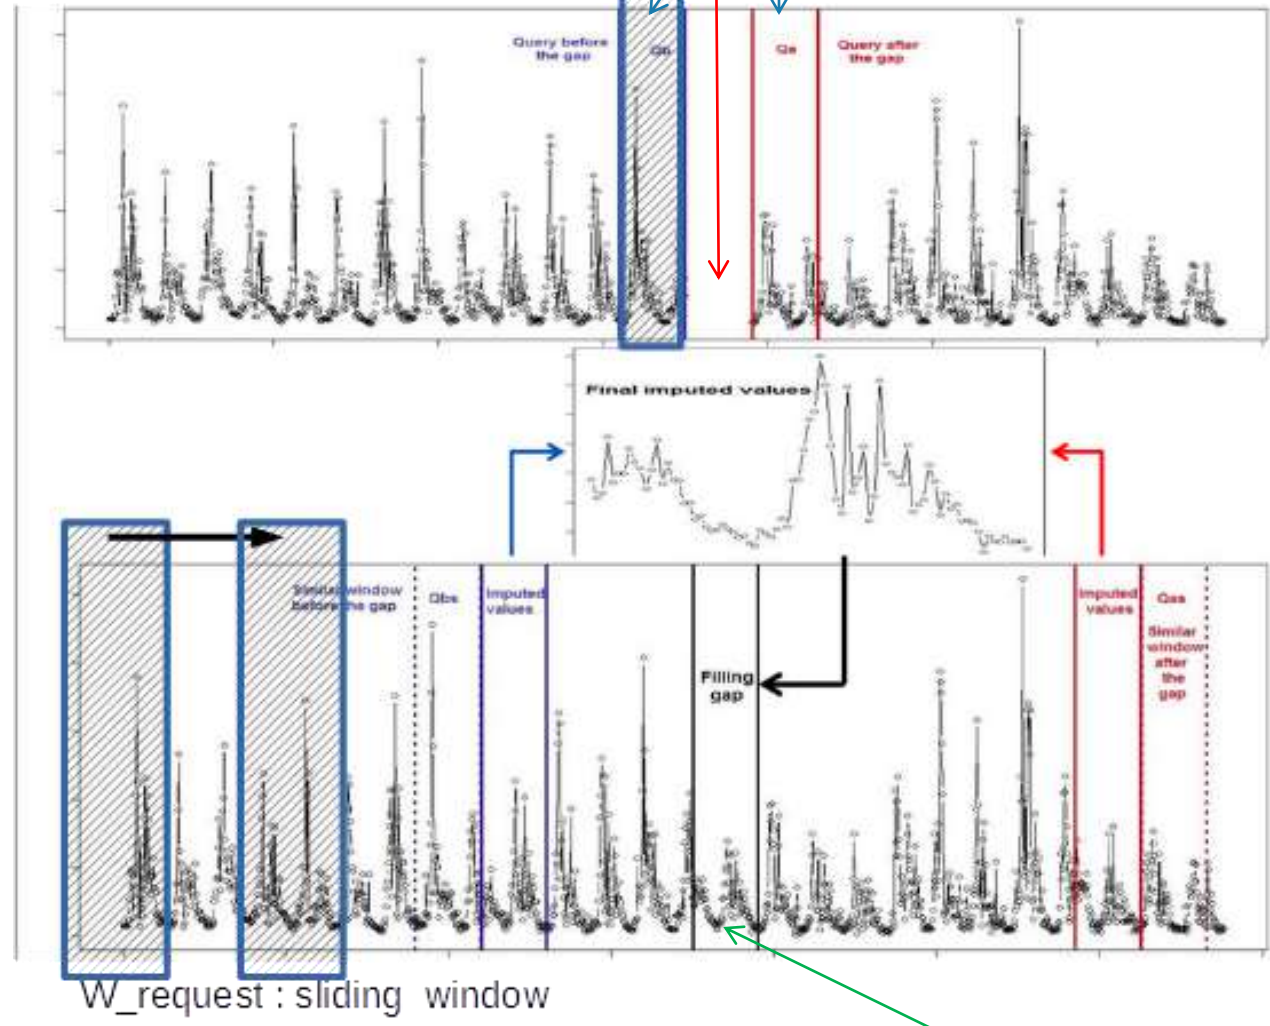 Query before
the gap
Qb
Qa
Query after
the gap
Final imputed values
Similar window
before the gap
Qbs
Imputed
values
Filling
gap
Imputed
values
Qas
Similar
window
after
the
gap
W_request : sliding window